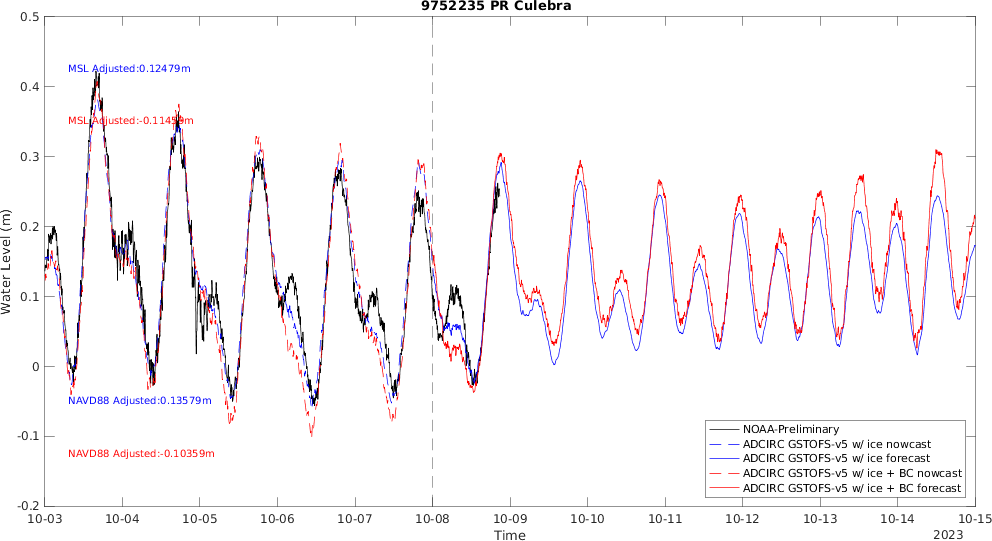 9752235 PR Culebra
0.5
0.4
0.3
0.2
0.1
0
-0.1
-0.2
Water Level (m)
MSL Adjusted:0.12479m
MSL Adjusted:-0.11459m
NAVD88 Adjusted:0.13579m
NAVD88 Adjusted:-0.10359m
NOAA-Preliminary
ADCIRC GSTOFS-v5 w/ ice nowcast
ADCIRC GSTOFS-v5 w/ ice forecast
ADCIRC GSTOFS-v5 w/ ice + BC nowcast
ADCIRC GSTOFS-v5 w/ ice + BC forecast
10-03 10-04 10-05 10-06 10-07 10-08 10-09 10-10 10-11 10-12 10-13 10-14 10-15
Time
2023